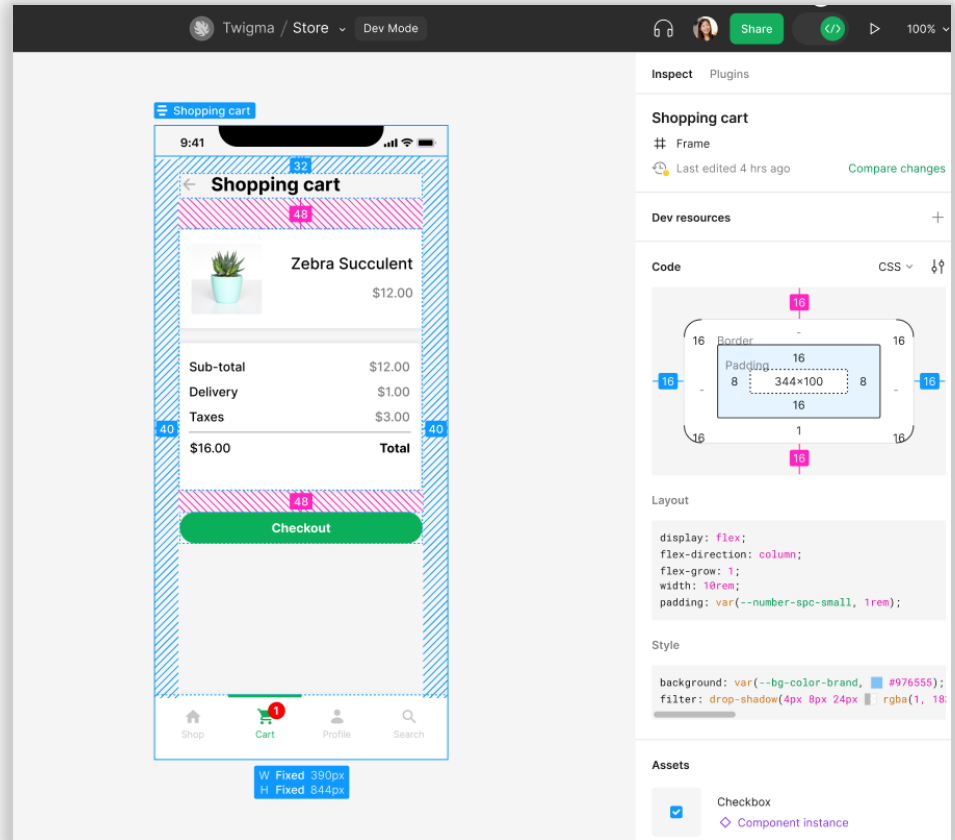 Twigma / Store Dev Mode
Share </> 100%
Inspect Plugins
Shopping cart
Frame
Last edited 4 hrs ago Compare changes
Dev resources
Code CSS
16
-
16 Border 16
Padding 16
16 - 8 344×100 8 - 16
16
1
16 16
16
Layout
display: flex;
flex-direction: column;
flex-grow: 1;
width: 10rem;
padding: var(--number-spc-small, 1rem);
Style
background: var(--bg-color-brand, #976555);
filter: drop-shadow(4px 8px 24px rgba(1, 18
Assets
Checkbox
Component instance
Shopping cart
9:41
32
Shopping cart
48
Zebra Succulent
$12.00
Sub-total $12.00
Delivery $1.00
Taxes $3.00
40 40
$16.00 Total
48
Checkout
1
Shop Cart Profile Search
W Fixed 390px
H Fixed 844px